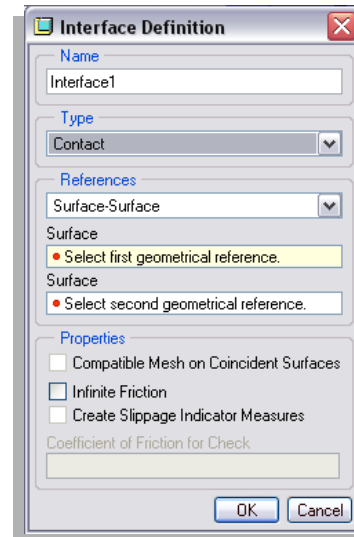 Interface Definition
Name
Interface1
Type
Contact
References
Surface-Surface
Surface
Select first geometrical reference.
Surface
Select second geometrical reference.
Properties
Compatible Mesh on Coincident Surfaces
Infinite Friction
Create Slippage Indicator Measures
Coefficient of Friction for Check
OK Cancel